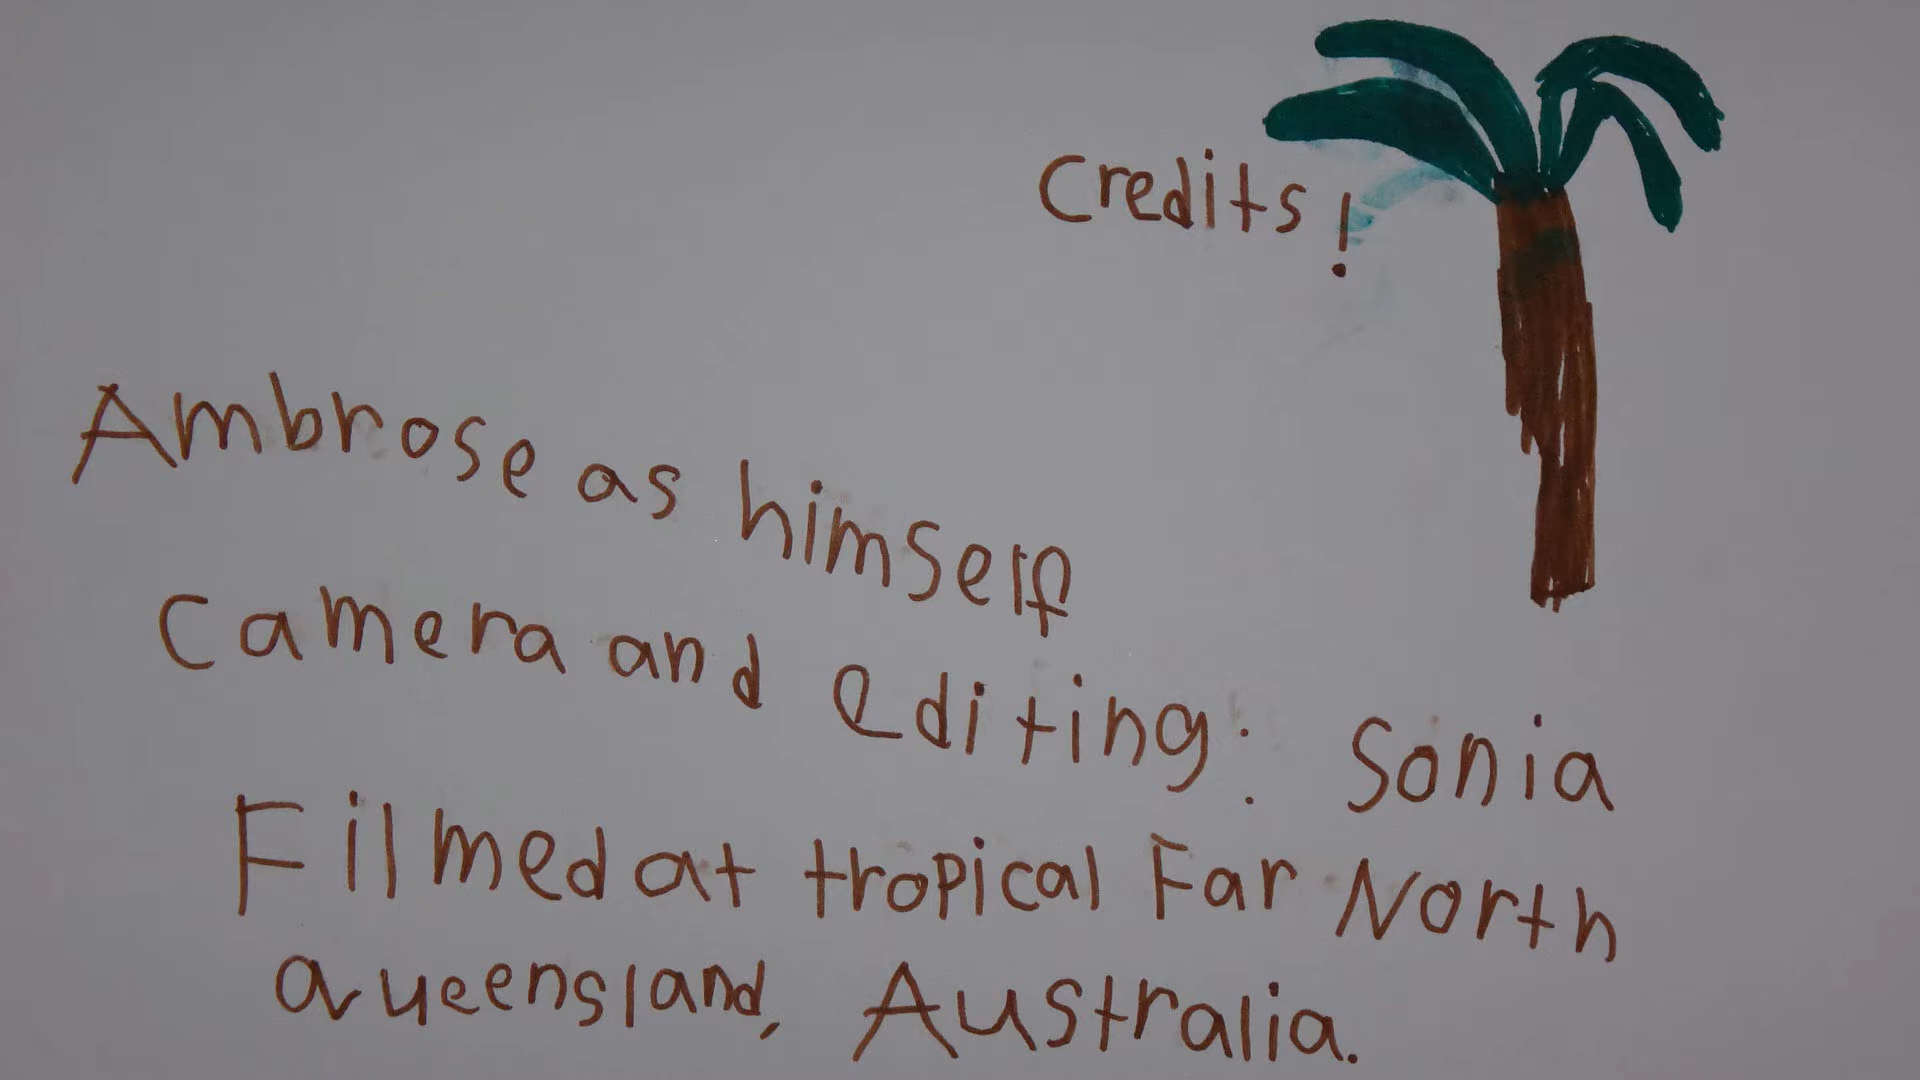 Credits!
Ambrose as himself
Camera and editing: Sonia
Filmed at tropical Far North
Queensland, Australia.